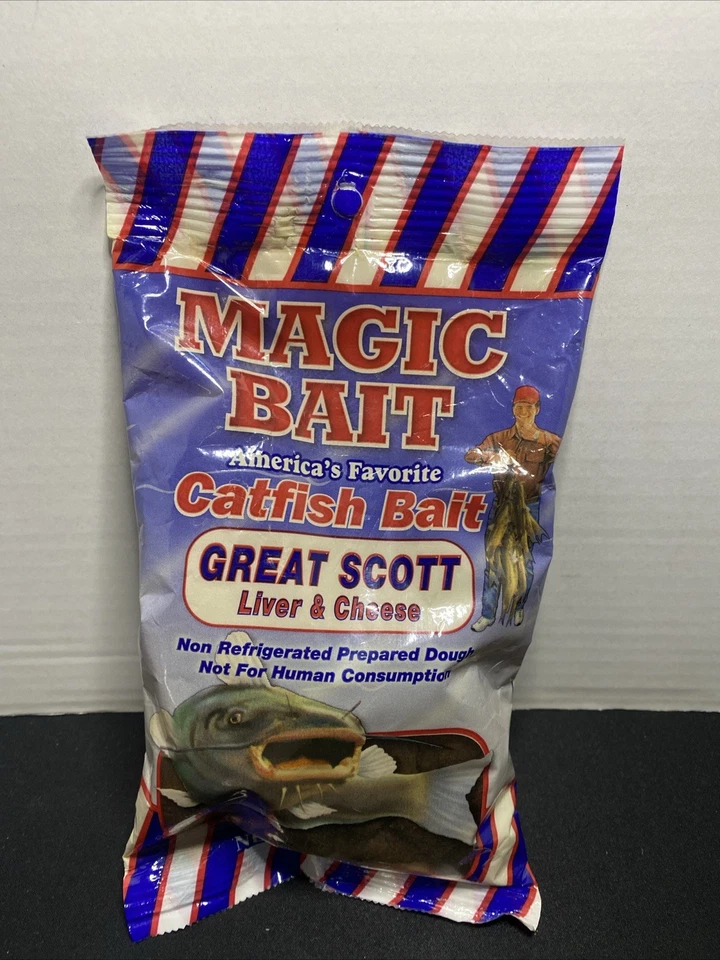 MAGIC
BAIT
America's Favorite
Catfish Bait
GREAT SCOTT
Liver & Cheese
Non Refrigerated Prepared Dough
Not For Human Consumption